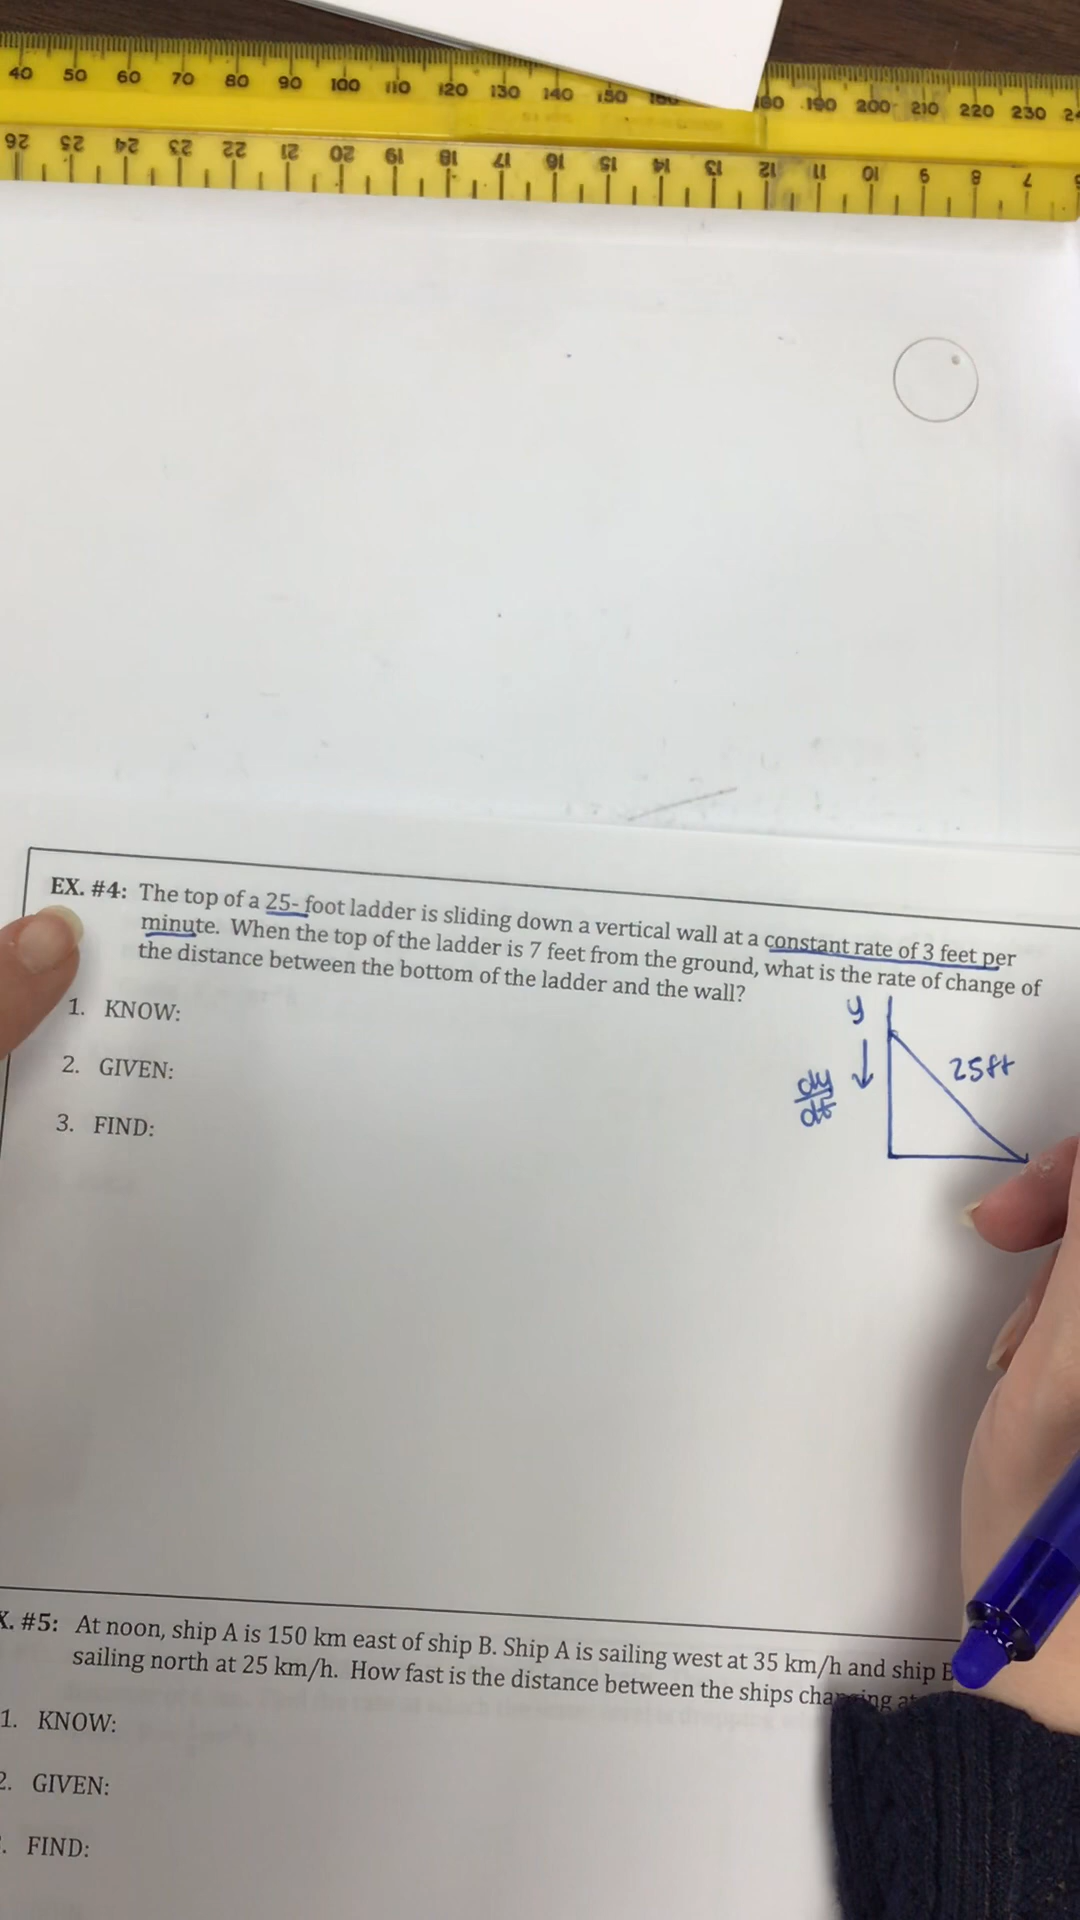 40 50 60 70 80 90 100 110 120 130 140 150 160 180 190 200 210 220 230
26 25 24 23 22 21 20 19 18 17 16 15 14 13 12 11 10 9 8 7
EX. #4: The top of a 25- foot ladder is sliding down a vertical wall at a constant rate of 3 feet per
minute. When the top of the ladder is 7 feet from the ground, what is the rate of change of
the distance between the bottom of the ladder and the wall?
y
1. KNOW:
25ft
2. GIVEN:
dy
dt
3. FIND:
#5: At noon, ship A is 150 km east of ship B. Ship A is sailing west at 35 km/h and ship
sailing north at 25 km/h. How fast is the distance between the ships changing at
1. KNOW:
2. GIVEN:
FIND: